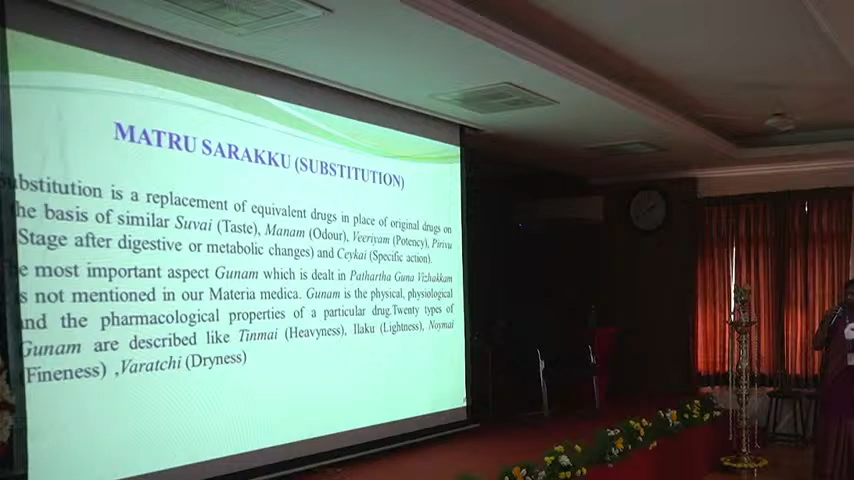 MATRU SARAKKU (SUBSTITUTION)
substitution is a replacement of equivalent drugs in place of original drugs on
the basis of similar Suvai (Taste), Manam (Odour), Veeriyam (Potency), Pirivu
Stage after digestive or metabolic changes) and Ceykai (Specific action).
most important aspect Gunam which is dealt in Pathartha Guna Vizhakkam
is not mentioned in our Materia medica. Gunam is the physical, physiological
and the pharmacological properties of a particular drug.Twenty types of
Gunam are described like Tinmai (Heavyness), Ilaku (Lightness), Noymai
(Fineness) ,Varatchi (Dryness)